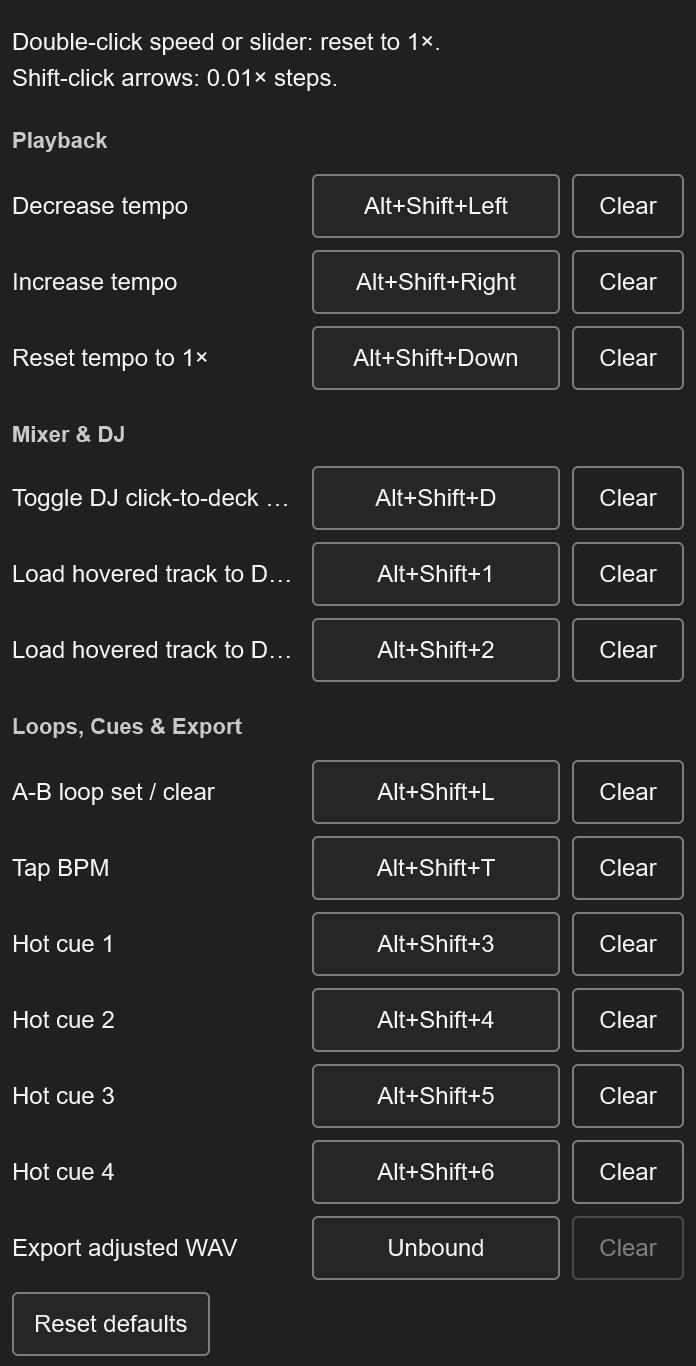 Double-click speed or slider: reset to 1×.
Shift-click arrows: 0.01× steps.
Playback
Decrease tempo Alt+Shift+Left Clear
Increase tempo Alt+Shift+Right Clear
Reset tempo to 1× Alt+Shift+Down Clear
Mixer & DJ
Toggle DJ click-to-deck … Alt+Shift+D Clear
Load hovered track to D… Alt+Shift+1 Clear
Load hovered track to D… Alt+Shift+2 Clear
Loops, Cues & Export
A-B loop set / clear Alt+Shift+L Clear
Tap BPM Alt+Shift+T Clear
Hot cue 1 Alt+Shift+3 Clear
Hot cue 2 Alt+Shift+4 Clear
Hot cue 3 Alt+Shift+5 Clear
Hot cue 4 Alt+Shift+6 Clear
Export adjusted WAV Unbound Clear
Reset defaults